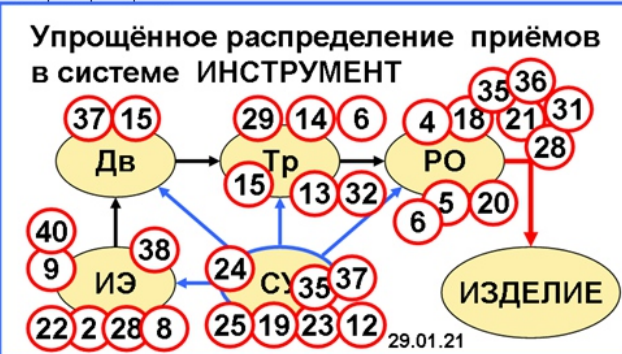 Упрощённое распределение приёмов
в системе ИНСТРУМЕНТ
37 15
29 14 6
4 18 35 36 21 31 28
Дв
Тр
РО
15 13 32
6 5 20
40 9 38
ИЭ
22 2 28 8
24
СУ
35 37
25 19 23 12
ИЗДЕЛИЕ
29.01.21